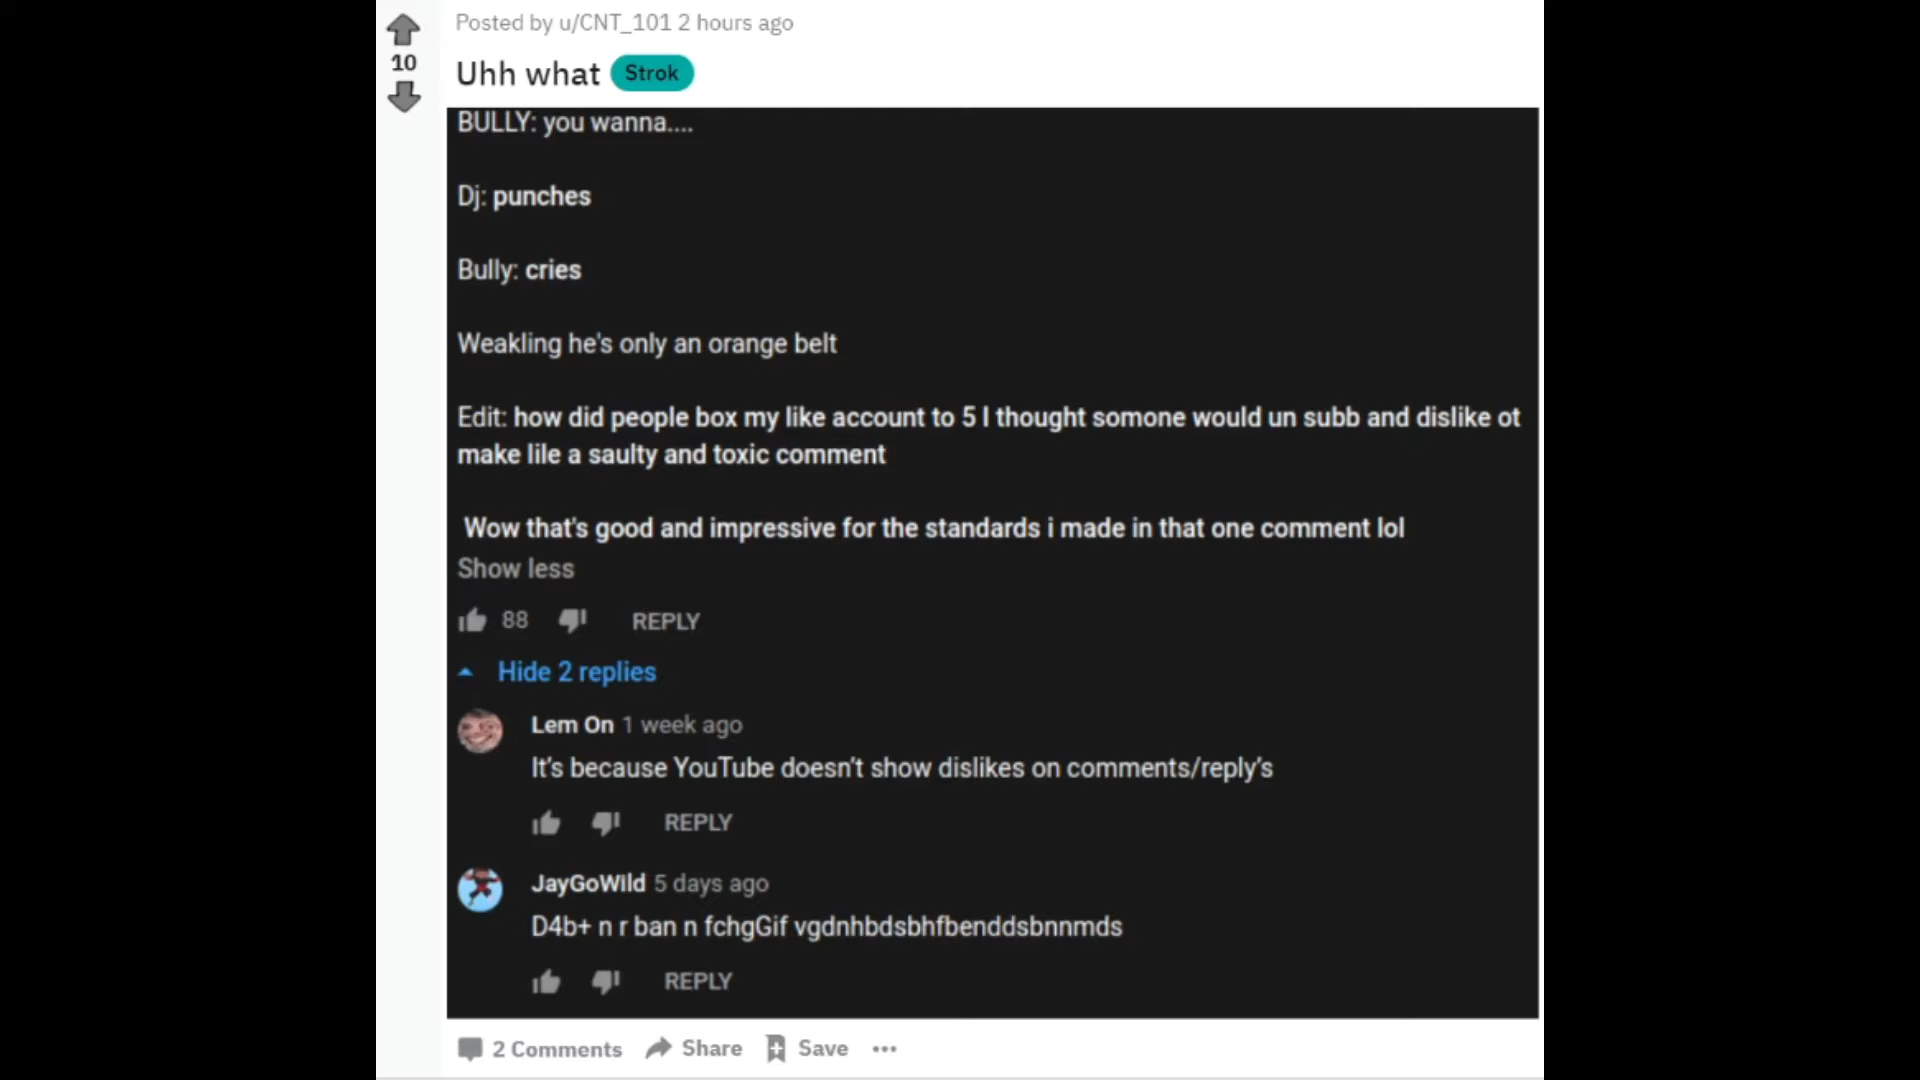 Posted by u/CNT_101 2 hours ago
10
Uhh what Strok
BULLY: you wanna....
Dj: punches
Bully: cries
Weakling he's only an orange belt
Edit: how did people box my like account to 5 I thought somone would un subb and dislike ot
make lile a saulty and toxic comment
Wow that's good and impressive for the standards i made in that one comment lol
Show less
88 REPLY
Hide 2 replies
Lem On 1 week ago
It's because YouTube doesn't show dislikes on comments/reply's
REPLY
JayGoWild 5 days ago
D4b+ n r ban n fchgGif vgdnhbdsbhfbenddsbnnmds
REPLY
2 Comments Share Save